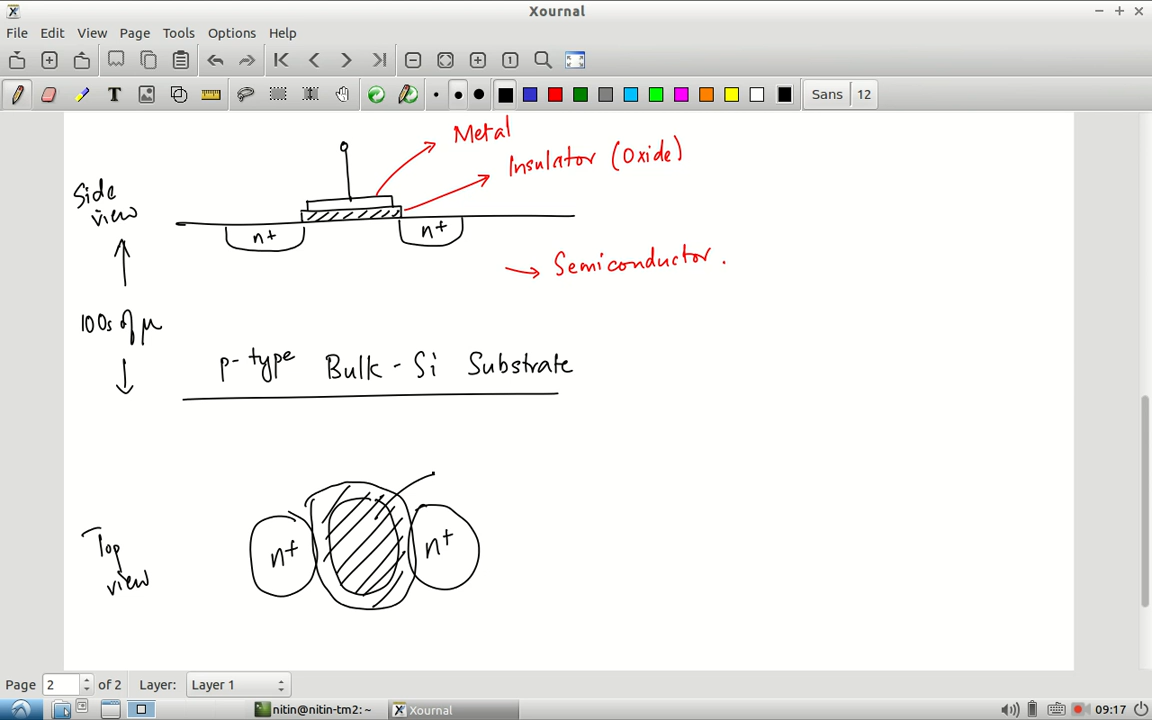 Xournal
File Edit View Page Tools Options Help
Sans 12
Metal
Insulator (Oxide)
Side
view
n+
n+
Semiconductor.
100s of μ
p-type Bulk-Si Substrate
Top
view
n+
n+
Page 2 of 2 Layer: Layer 1
nitin@nitin-tm2: ~ Xournal 09:17